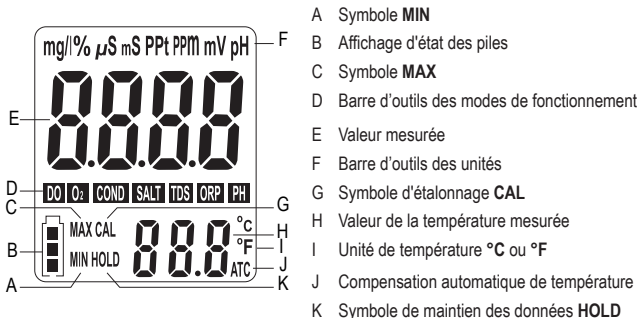 mg/l % µS mS PPt PPM mV pH
F
8.8.8.8
E
D
DO O2 COND SALT TDS ORP PH
C
MAX CAL
G
°C
H
B
88.8
°F
I
MIN HOLD
ATC
J
A
K
A Symbole MIN
B Affichage d'état des piles
C Symbole MAX
D Barre d'outils des modes de fonctionnement
E Valeur mesurée
F Barre d'outils des unités
G Symbole d'étalonnage CAL
H Valeur de la température mesurée
I Unité de température °C ou °F
J Compensation automatique de température
K Symbole de maintien des données HOLD